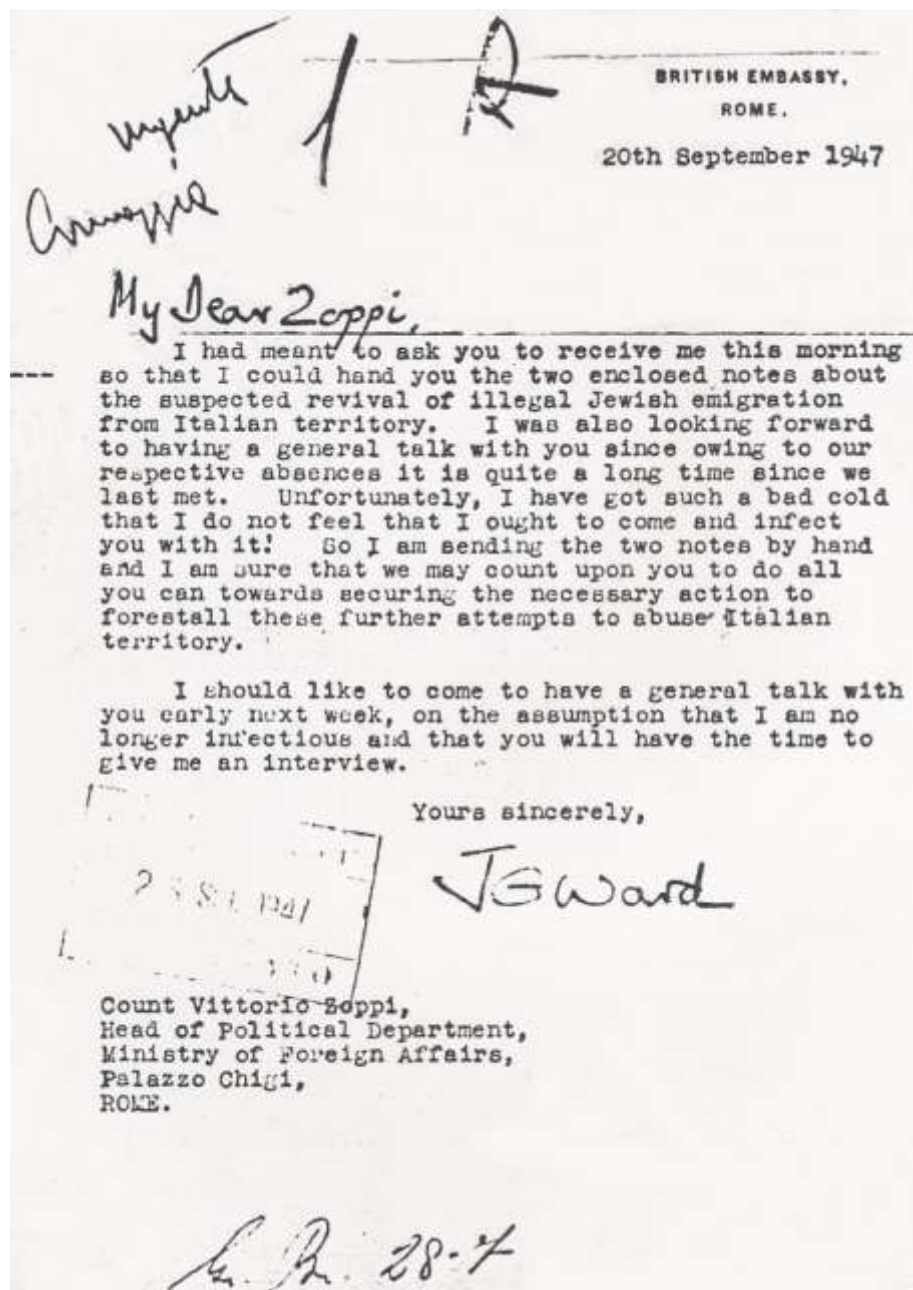 urgente
1
BRITISH EMBASSY,
ROME.
20th September 1947
My Dear Zoppi,
I had meant to ask you to receive me this morning
so that I could hand you the two enclosed notes about
the suspected revival of illegal Jewish emigration
from Italian territory. I was also looking forward
to having a general talk with you since owing to our
respective absences it is quite a long time since we
last met. Unfortunately, I have got such a bad cold
that I do not feel that I ought to come and infect
you with it! So I am sending the two notes by hand
and I am sure that we may count upon you to do all
you can towards securing the necessary action to
forestall these further attempts to abuse Italian
territory.
I should like to come to have a general talk with
you early next week, on the assumption that I am no
longer infectious and that you will have the time to
give me an interview.
Yours sincerely,
JGWard
1947
Count Vittorio Zoppi,
Head of Political Department,
Ministry of Foreign Affairs,
Palazzo Chigi,
ROME.
28-7